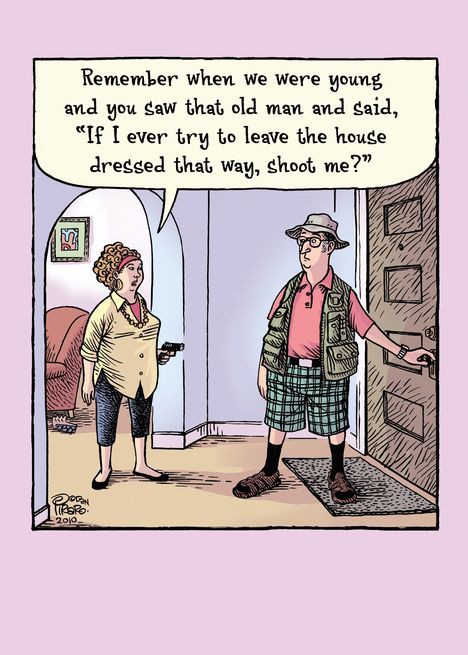 Remember when we were young
and you saw that old man and said,
"If I ever try to leave the house
dressed that way, shoot me?"
DAN
PIRARO.
2010